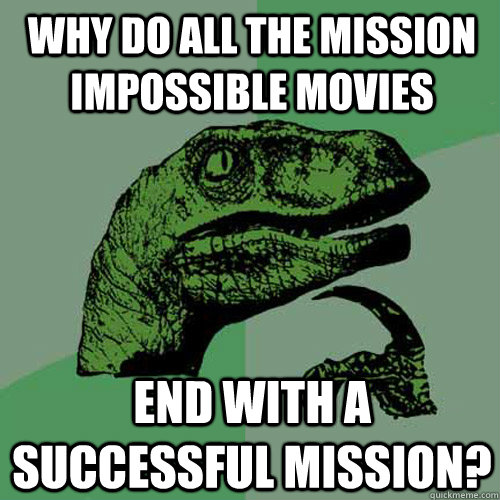 WHY DO ALL THE MISSION
IMPOSSIBLE MOVIES
END WITH A
SUCCESSFUL MISSION?
quickmeme.com